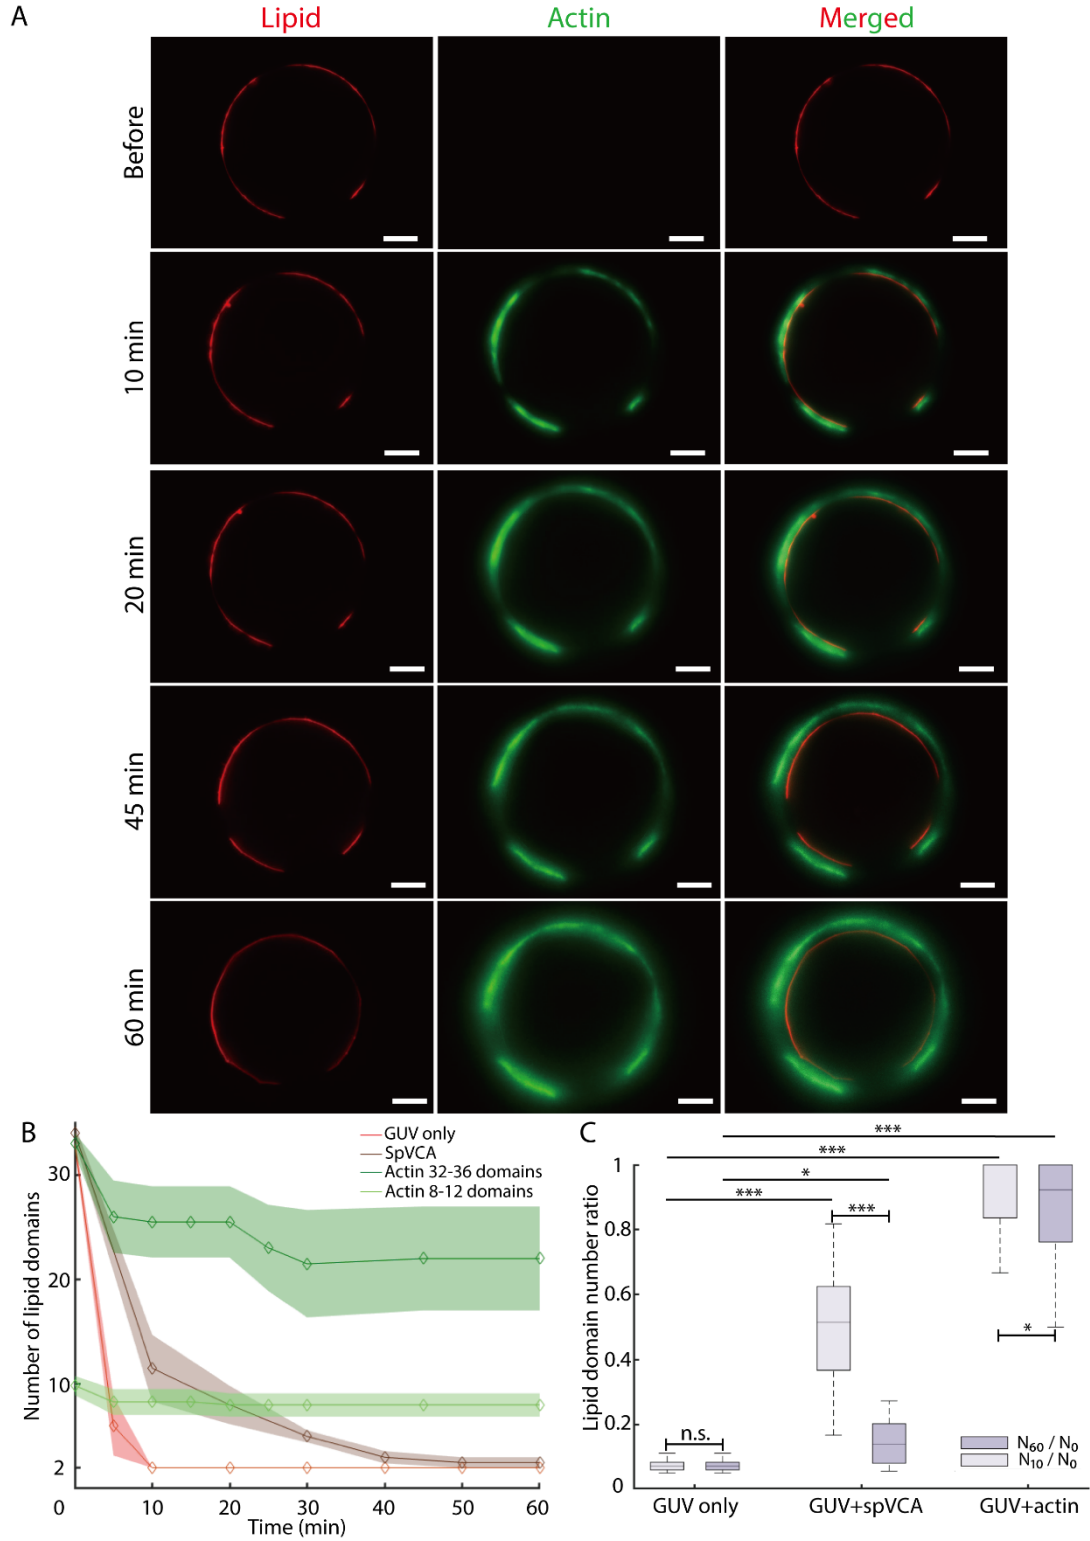 A
Lipid Actin Merged
Before
10 min
20 min
45 min
60 min
B
GUV only
SpVCA
Actin 32-36 domains
Actin 8-12 domains
Number of lipid domains
30
20
10
2
0 10 20 30 40 50 60
Time (min)
C
***
***
*
***
***
*
n.s.
Lipid domain number ratio
1
0.8
0.6
0.4
0.2
0
N60 / N0
N10 / N0
GUV only GUV+spVCA GUV+actin